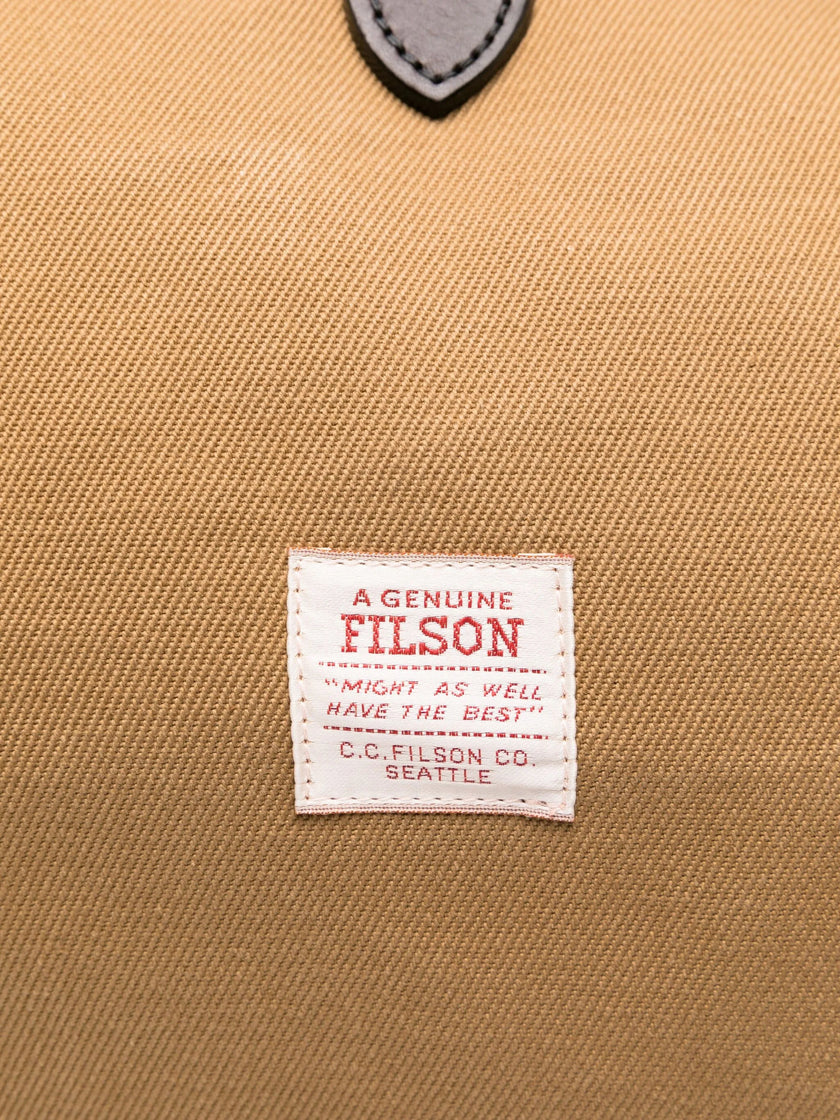 A GENUINE
FILSON
"MIGHT AS WELL
HAVE THE BEST"
C.C.FILSON CO.
SEATTLE